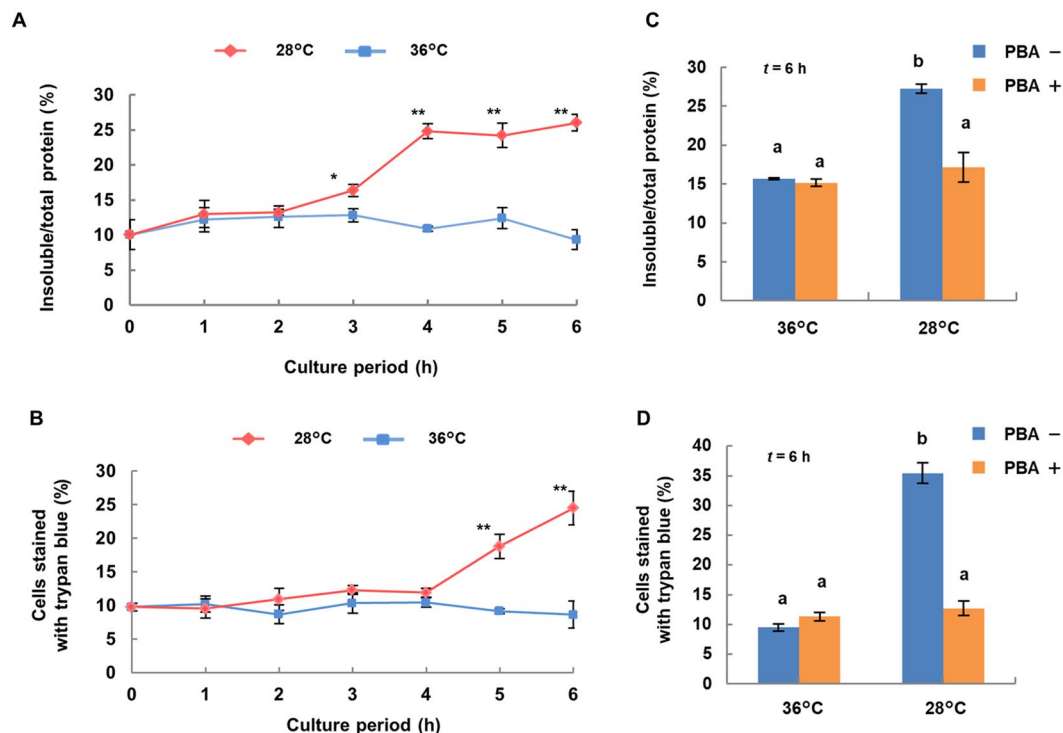 A
28°C 36°C
Insoluble/total protein (%)
30
25
20
15
10
5
0
* ** ** **
0 1 2 3 4 5 6
Culture period (h)
B
28°C 36°C
Cells stained
with trypan blue (%)
30
25
20
15
10
5
0
** **
0 1 2 3 4 5 6
Culture period (h)
C
t = 6 h
PBA −
PBA +
Insoluble/total protein (%)
30
25
20
15
10
5
0
a a b a
36°C 28°C
D
t = 6 h
PBA −
PBA +
Cells stained
with trypan blue (%)
40
35
30
25
20
15
10
5
0
a a b a
36°C 28°C